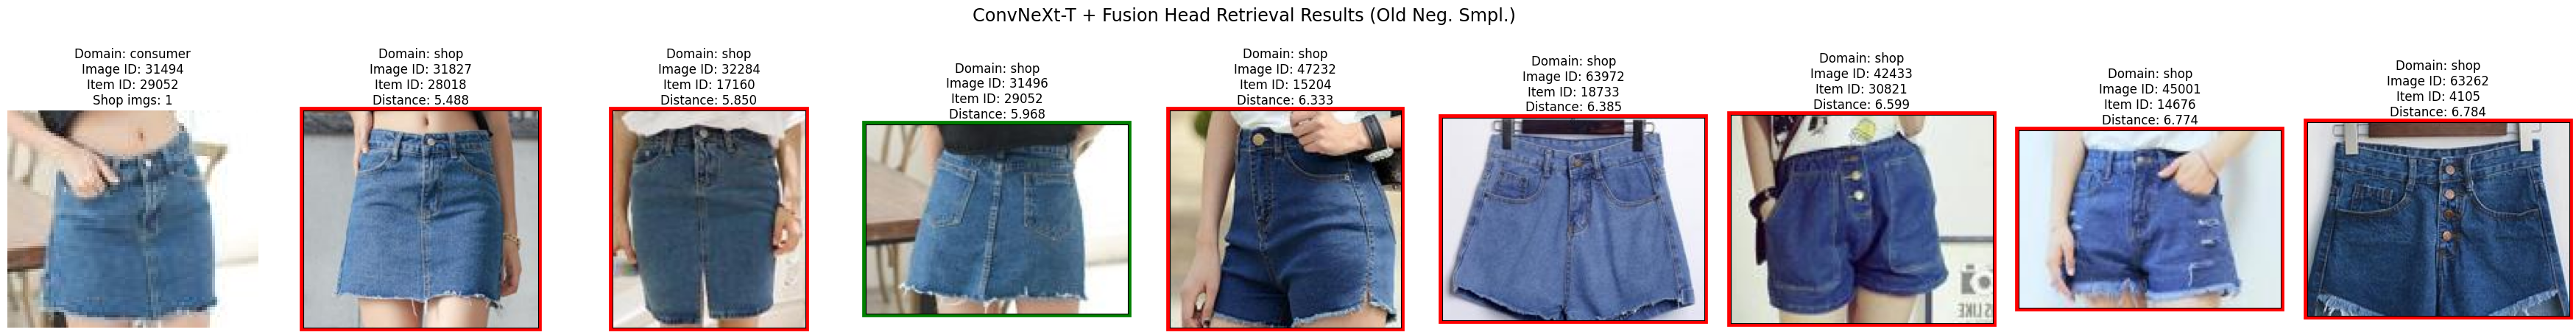 ConvNeXt-T + Fusion Head Retrieval Results (Old Neg. Smpl.)
Domain: consumer
Image ID: 31494
Item ID: 29052
Shop imgs: 1
Domain: shop
Image ID: 31827
Item ID: 28018
Distance: 5.488
Domain: shop
Image ID: 32284
Item ID: 17160
Distance: 5.850
Domain: shop
Image ID: 31496
Item ID: 29052
Distance: 5.968
Domain: shop
Image ID: 47232
Item ID: 15204
Distance: 6.333
Domain: shop
Image ID: 63972
Item ID: 18733
Distance: 6.385
Domain: shop
Image ID: 42433
Item ID: 30821
Distance: 6.599
Domain: shop
Image ID: 45001
Item ID: 14676
Distance: 6.774
Domain: shop
Image ID: 63262
Item ID: 4105
Distance: 6.784